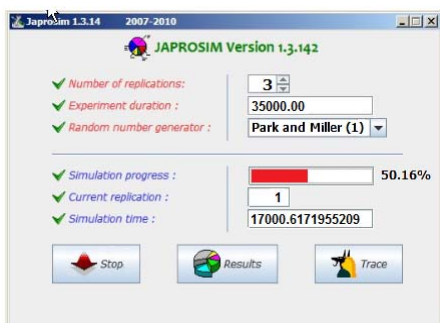 Japrosim 1.3.14 2007-2010
JAPROSIM Version 1.3.142
Number of replications: 3
Experiment duration : 35000.00
Random number generator : Park and Miller (1)
Simulation progress : 50.16%
Current replication : 1
Simulation time : 17000.6171955209
Stop Results Trace